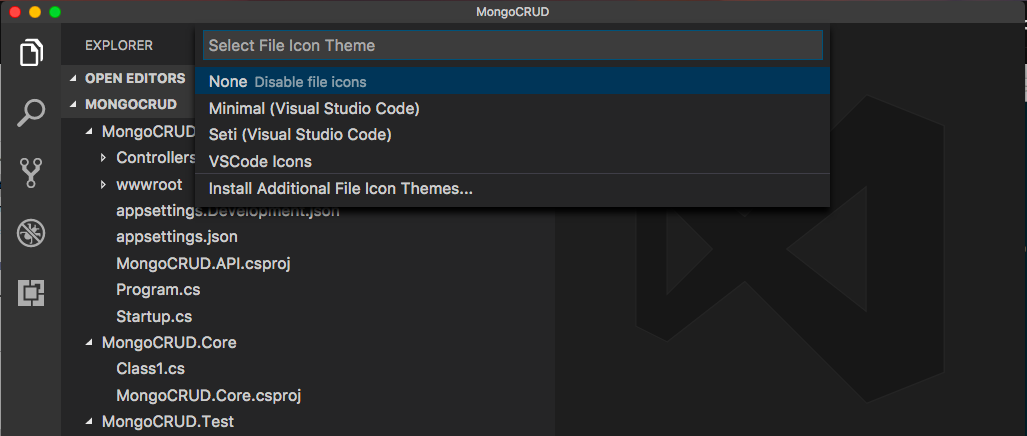 MongoCRUD
EXPLORER
OPEN EDITORS
MONGOCRUD
MongoCRUD
Controllers
wwwroot
appsettings.Development.json
appsettings.json
MongoCRUD.API.csproj
Program.cs
Startup.cs
MongoCRUD.Core
Class1.cs
MongoCRUD.Core.csproj
MongoCRUD.Test
Select File Icon Theme
None Disable file icons
Minimal (Visual Studio Code)
Seti (Visual Studio Code)
VSCode Icons
Install Additional File Icon Themes...